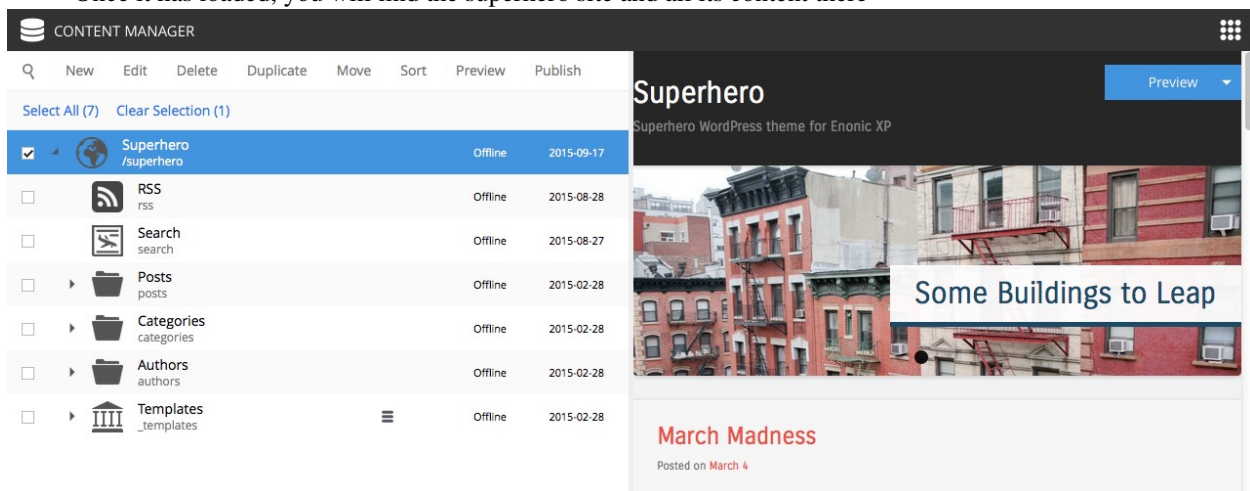 Once it has loaded, you will find the superhero site and all its content there
CONTENT MANAGER
New Edit Delete Duplicate Move Sort Preview Publish
Select All (7) Clear Selection (1)
Superhero
/superhero
Offline 2015-09-17
RSS
rss
Offline 2015-08-28
Search
search
Offline 2015-08-27
Posts
posts
Offline 2015-02-28
Categories
categories
Offline 2015-02-28
Authors
authors
Offline 2015-02-28
Templates
_templates
Offline 2015-02-28
Preview
Superhero
Superhero WordPress theme for Enonic XP
Some Buildings to Leap
March Madness
Posted on March 4